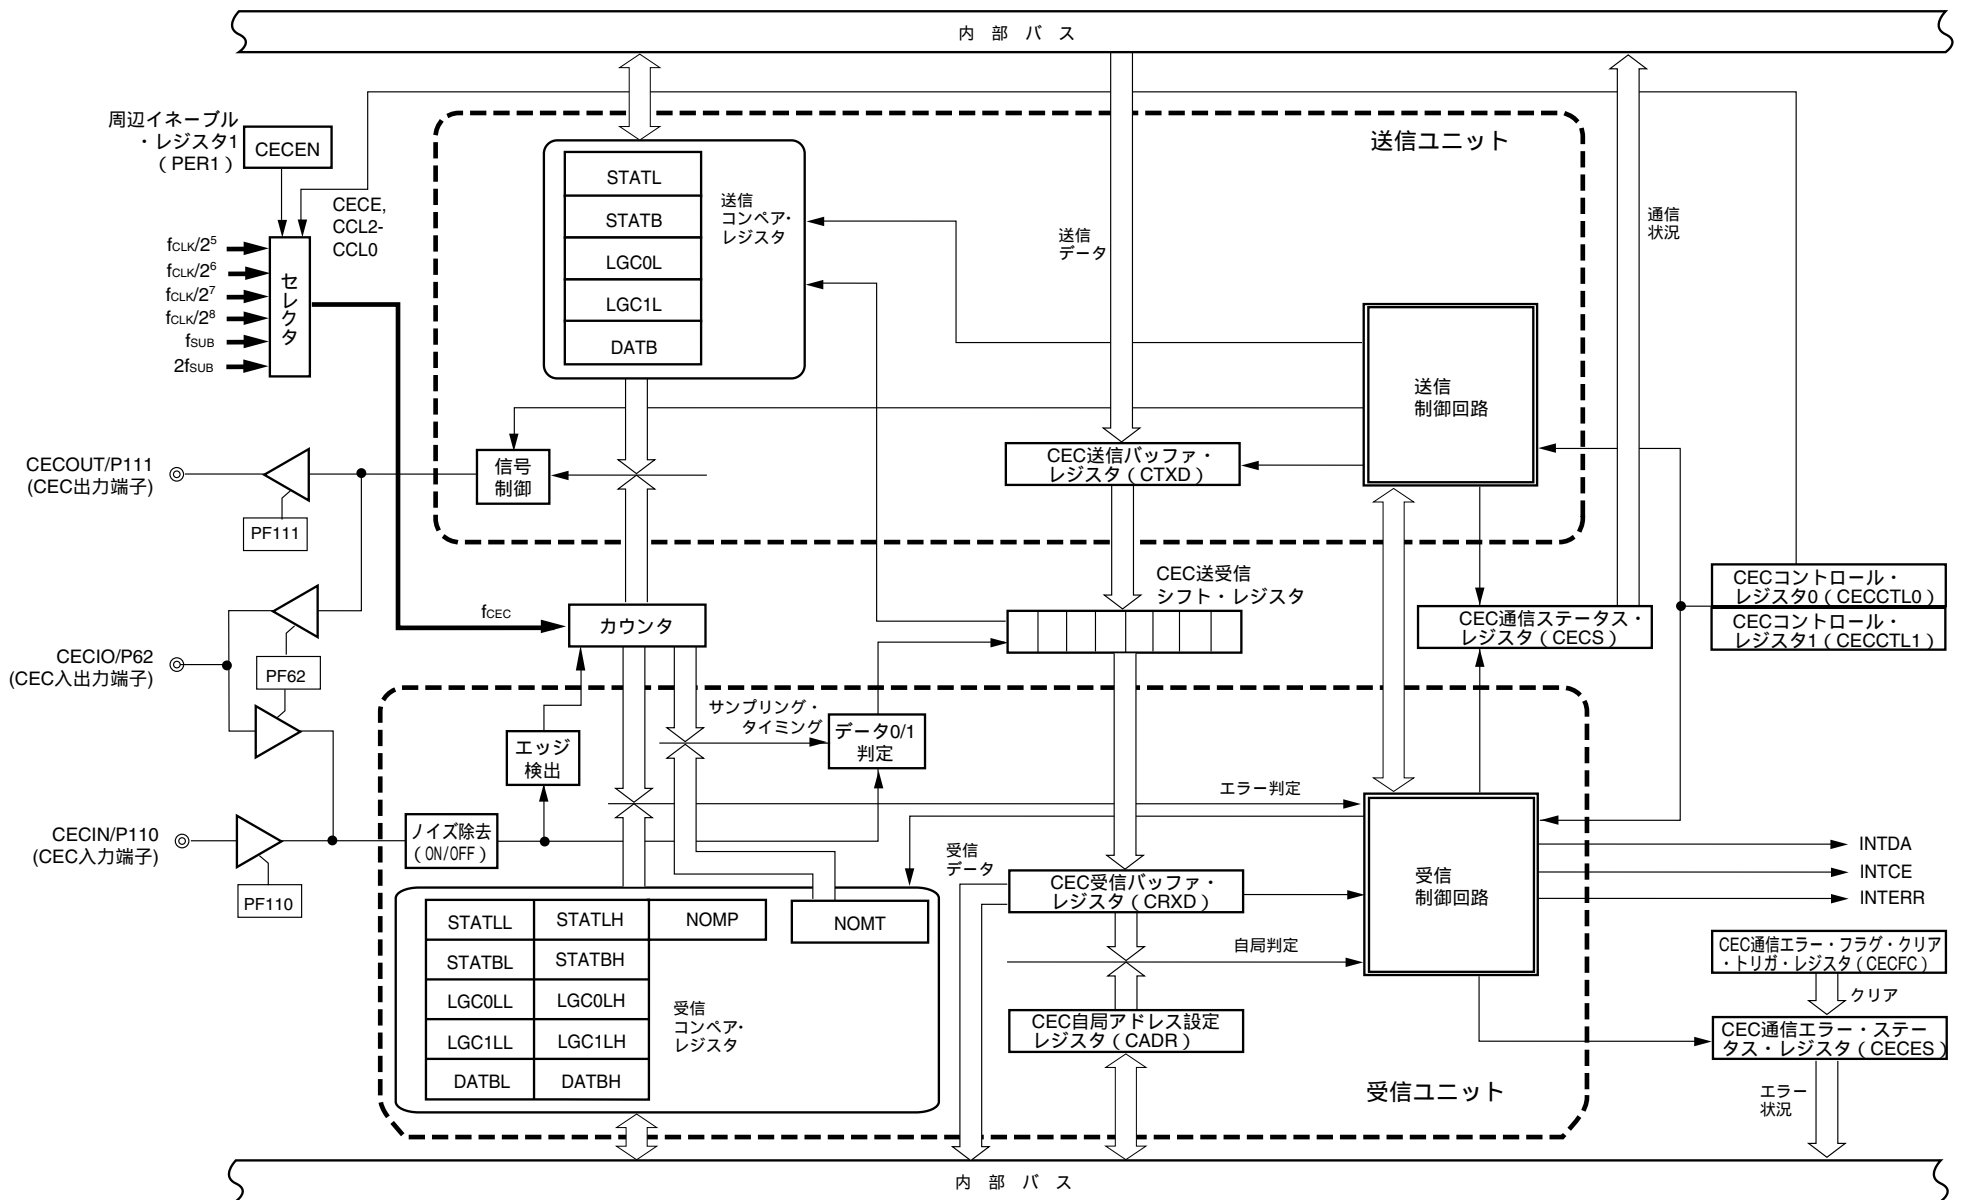 内 部 バ ス
周辺イネーブル
・レジスタ1
（PER1）
CECEN
CECE,
CCL2-
CCL0
fCLK/2⁵
fCLK/2⁶
fCLK/2⁷
fCLK/2⁸
fSUB
2fSUB
セレクタ
送信ユニット
STATL
STATB
LGC0L
LGC1L
DATB
送信
コンペア・
レジスタ
送信
データ
通信
状況
送信
制御回路
CECOUT/P111
(CEC出力端子)
PF111
信号
制御
CEC送信バッファ・
レジスタ（CTXD）
CEC送受信
シフト・レジスタ
CECコントロール・
レジスタ0（CECCTL0）
CECコントロール・
レジスタ1（CECCTL1）
CEC通信ステータス・
レジスタ（CECS）
fCEC
カウンタ
CECIO/P62
(CEC入出力端子)
PF62
サンプリング・
タイミング
データ0/1
判定
エッジ
検出
エラー判定
CECIN/P110
(CEC入力端子)
PF110
ノイズ除去
（ON/OFF）
受信
データ
CEC受信バッファ・
レジスタ（CRXD）
受信
制御回路
INTDA
INTCE
INTERR
STATLL
STATLH
NOMP
NOMT
STATBL
STATBH
LGC0LL
LGC0LH
LGC1LL
LGC1LH
DATBL
DATBH
受信
コンペア・
レジスタ
自局判定
CEC自局アドレス設定
レジスタ（CADR）
CEC通信エラー・フラグ・クリア
・トリガ・レジスタ（CECFC）
クリア
CEC通信エラー・ステー
タス・レジスタ（CECES）
受信ユニット
エラー
状況
内 部 バ ス